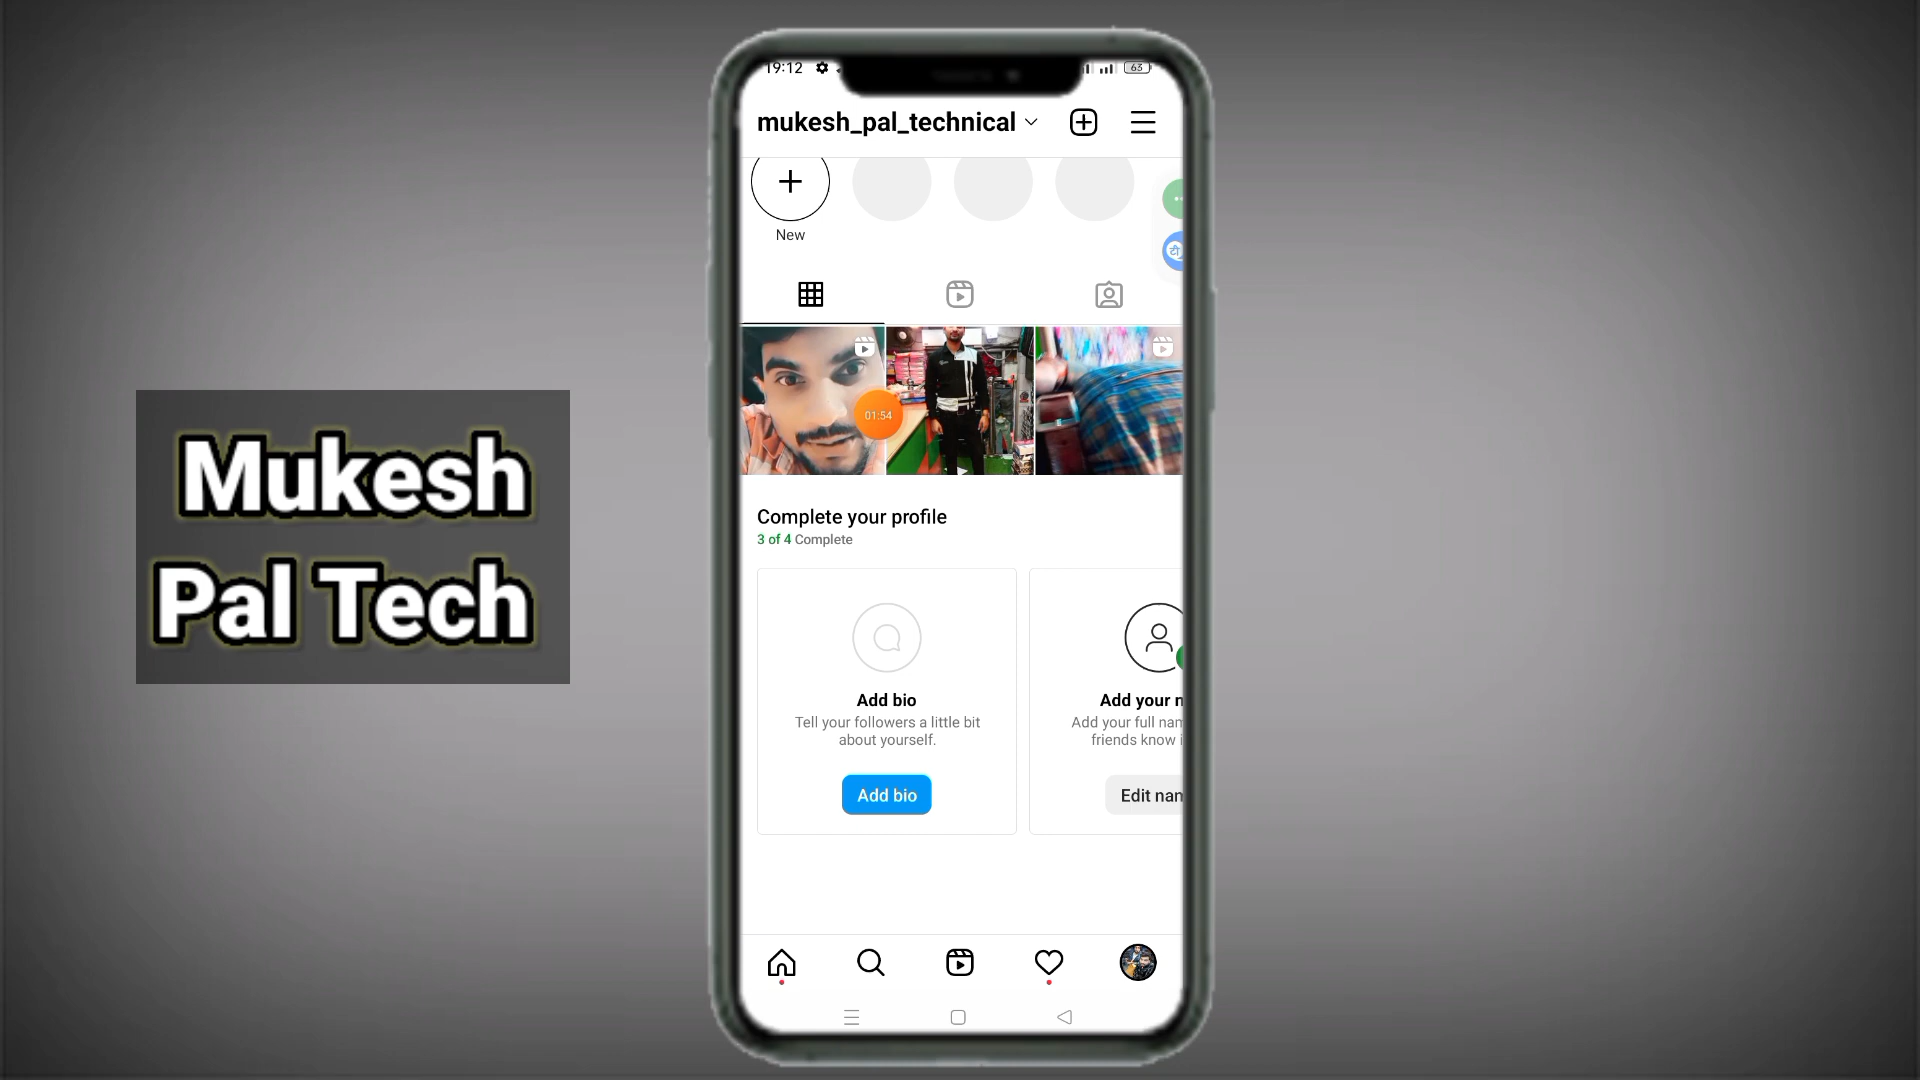 19:12
63
mukesh_pal_technical
New
01:54
Mukesh
Pal Tech
Complete your profile
3 of 4 Complete
Add bio
Tell your followers a little bit
about yourself.
Add bio
Add your n
Add your full nam
friends know i
Edit nam